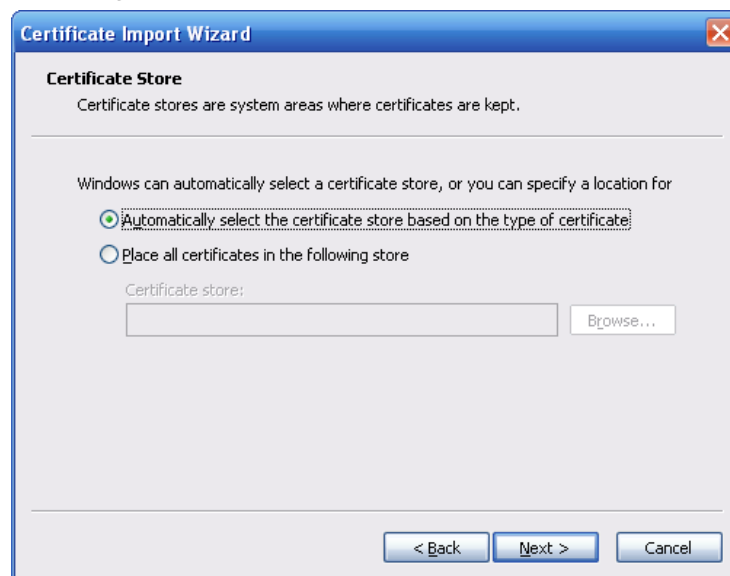 Certificate Import Wizard
Certificate Store
Certificate stores are system areas where certificates are kept.
Windows can automatically select a certificate store, or you can specify a location for
Automatically select the certificate store based on the type of certificate
Place all certificates in the following store
Certificate store:
Browse...
< Back Next > Cancel